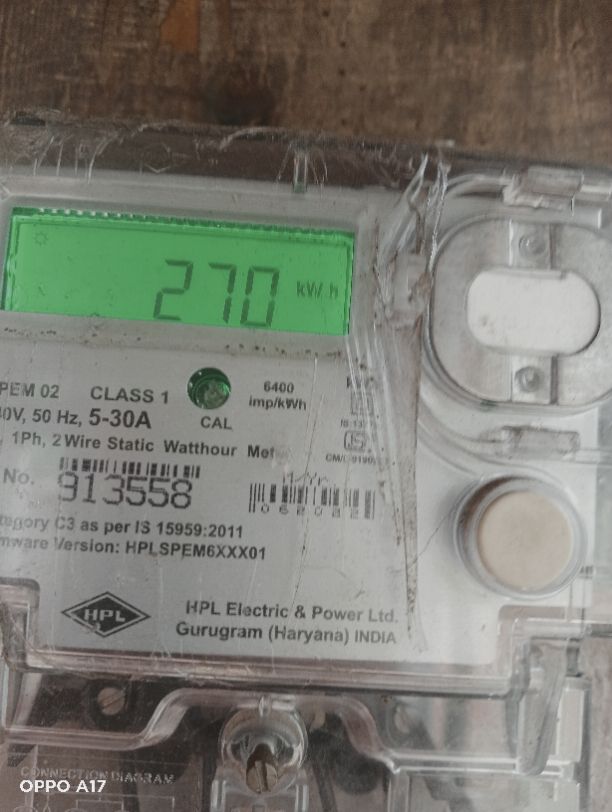 270 kW h
PEM 02 CLASS 1 6400 imp/kWh
0V, 50 Hz, 5-30A CAL
1Ph, 2 Wire Static Watthour
No. 913558
tegory C3 as per IS 15959:2011
mware Version: HPLSPEM6XXX01
HPL
HPL Electric & Power Ltd.
Gurugram (Haryana) INDIA
CONNECTION DIAGRAM
OPPO A17